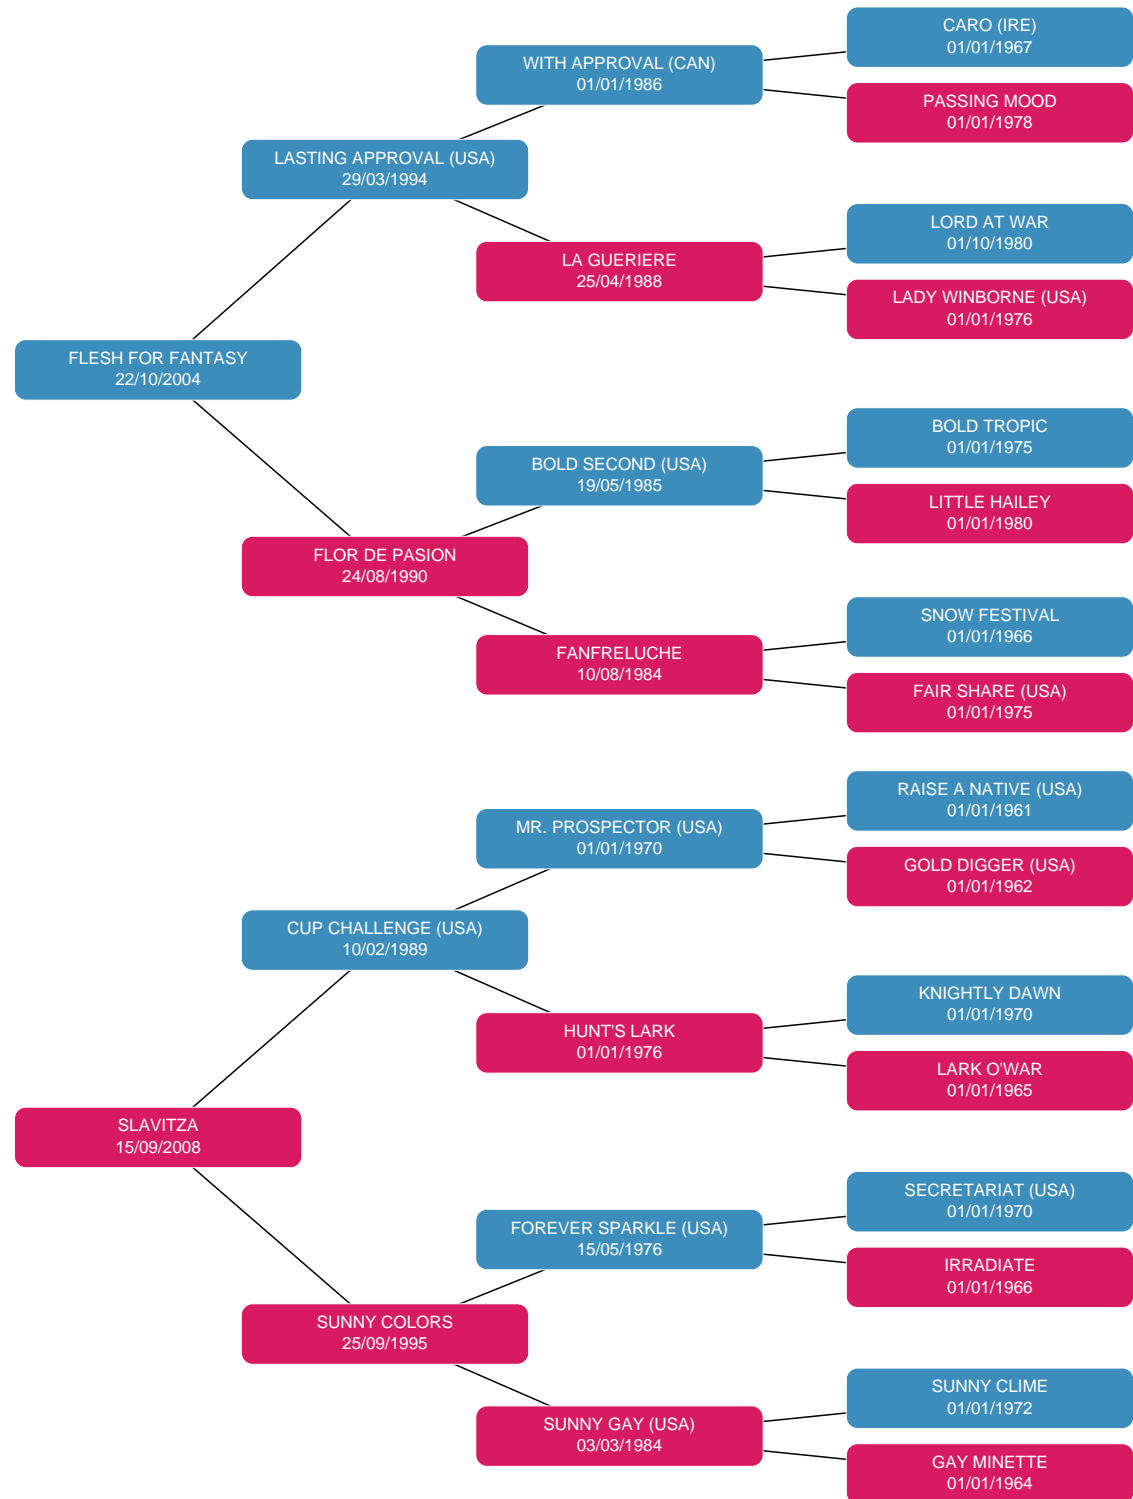 CARO (IRE)
01/01/1967
WITH APPROVAL (CAN)
01/01/1986
PASSING MOOD
01/01/1978
LASTING APPROVAL (USA)
29/03/1994
LORD AT WAR
01/10/1980
LA GUERIERE
25/04/1988
LADY WINBORNE (USA)
01/01/1976
FLESH FOR FANTASY
22/10/2004
BOLD TROPIC
01/01/1975
BOLD SECOND (USA)
19/05/1985
LITTLE HAILEY
01/01/1980
FLOR DE PASION
24/08/1990
SNOW FESTIVAL
01/01/1966
FANFRELUCHE
10/08/1984
FAIR SHARE (USA)
01/01/1975
RAISE A NATIVE (USA)
01/01/1961
MR. PROSPECTOR (USA)
01/01/1970
GOLD DIGGER (USA)
01/01/1962
CUP CHALLENGE (USA)
10/02/1989
KNIGHTLY DAWN
01/01/1970
HUNT'S LARK
01/01/1976
LARK O'WAR
01/01/1965
SLAVITZA
15/09/2008
SECRETARIAT (USA)
01/01/1970
FOREVER SPARKLE (USA)
15/05/1976
IRRADIATE
01/01/1966
SUNNY COLORS
25/09/1995
SUNNY CLIME
01/01/1972
SUNNY GAY (USA)
03/03/1984
GAY MINETTE
01/01/1964